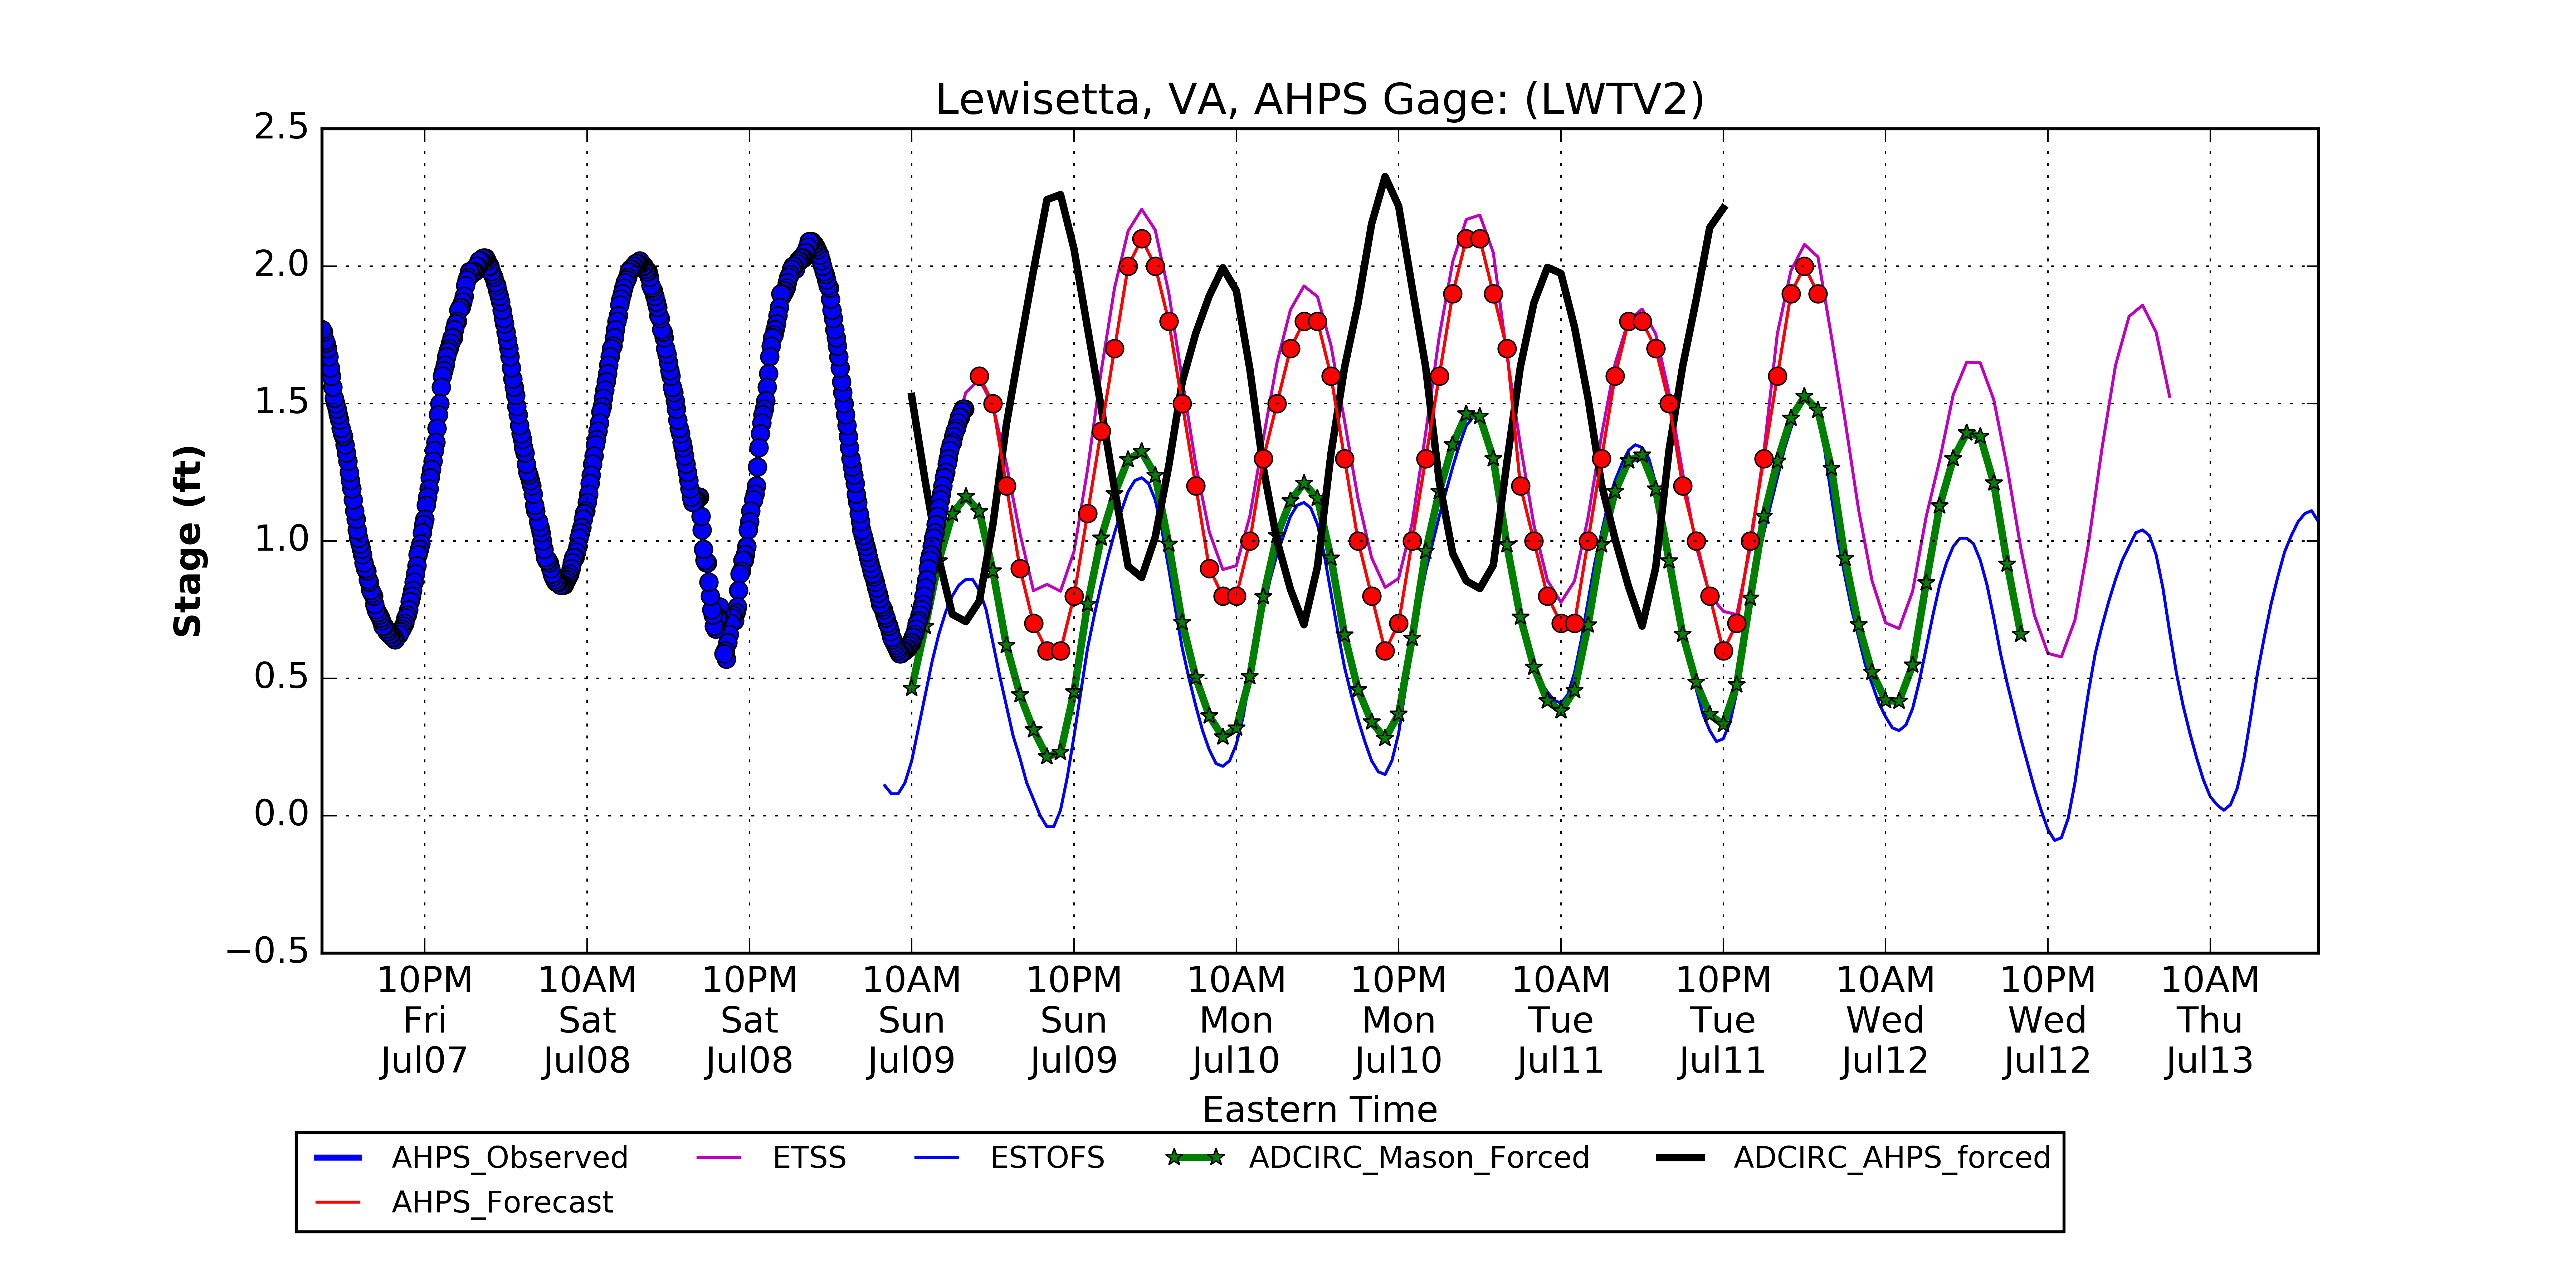 Lewisetta, VA, AHPS Gage: (LWTV2)
2.5
2.0
1.5
1.0
0.5
0.0
−0.5
Stage (ft)
10PM 10AM 10PM 10AM 10PM 10AM 10PM 10AM 10PM 10AM 10PM 10AM
Fri Sat Sat Sun Sun Mon Mon Tue Tue Wed Wed Thu
Jul07 Jul08 Jul08 Jul09 Jul09 Jul10 Jul10 Jul11 Jul11 Jul12 Jul12 Jul13
Eastern Time
AHPS_Observed ETSS ESTOFS ADCIRC_Mason_Forced ADCIRC_AHPS_forced
AHPS_Forecast